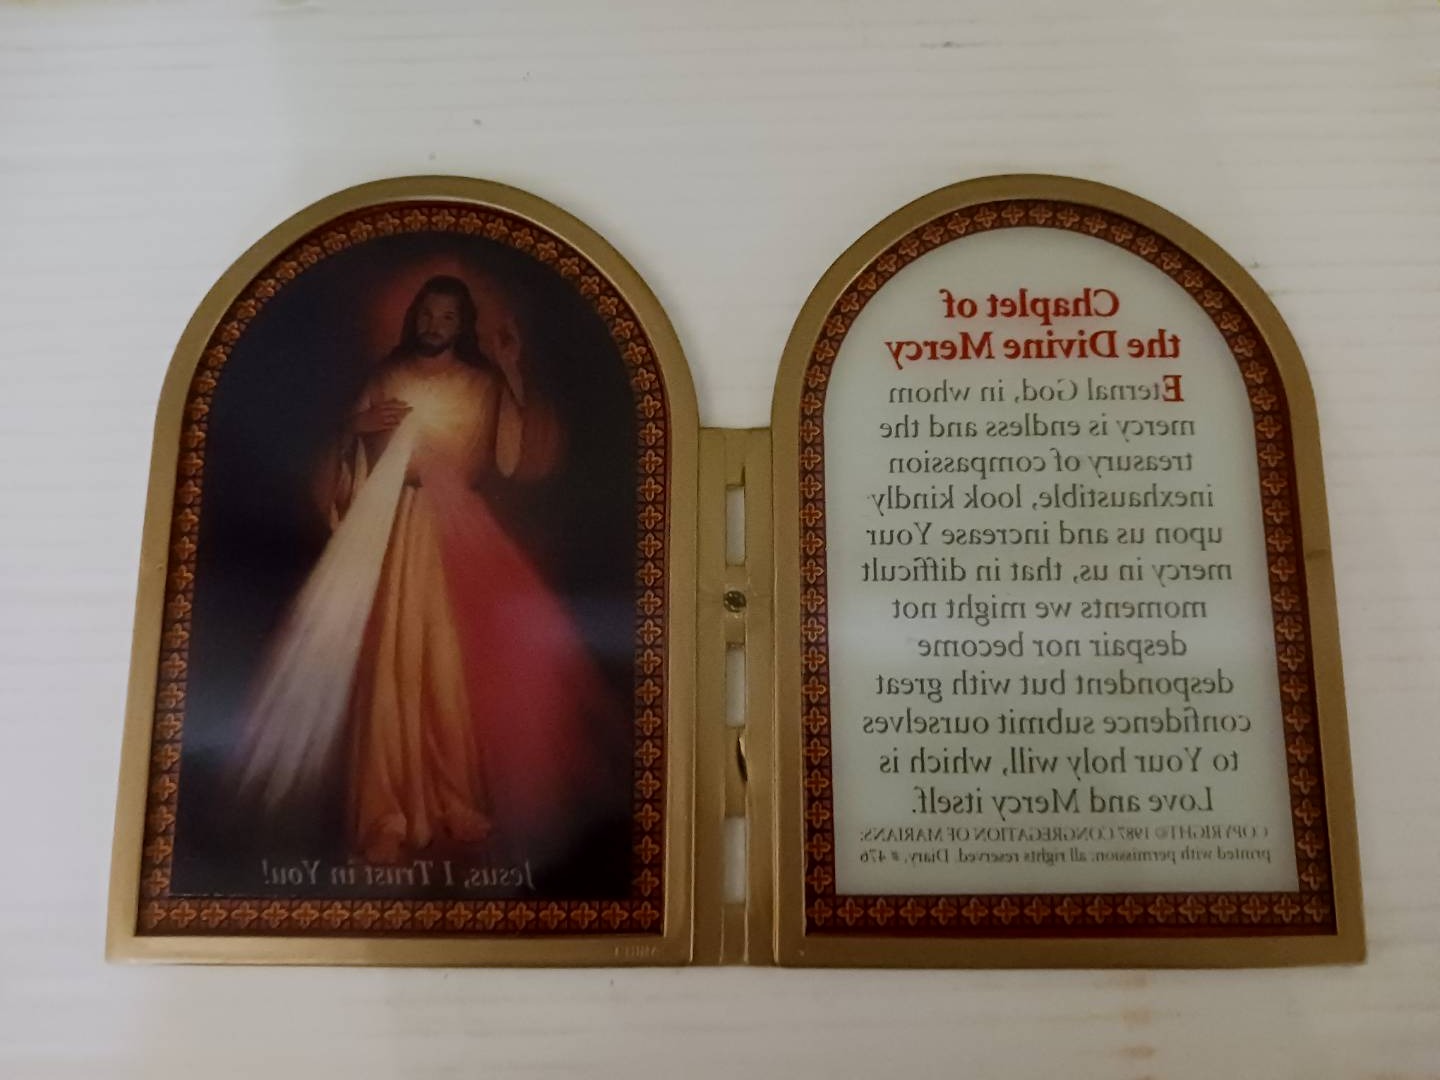 Jesus, I Trust in You!
Chaplet of
the Divine Mercy
Eternal God, in whom
mercy is endless and the
treasury of compassion
inexhaustible, look kindly
upon us and increase Your
mercy in us, that in difficult
moments we might not
despair nor become
despondent but with great
confidence submit ourselves
to Your holy will, which is
Love and Mercy itself.
COPYRIGHT © 1987 CONGREGATION OF MARIANS:
printed with permission; all rights reserved. Diary, # 476